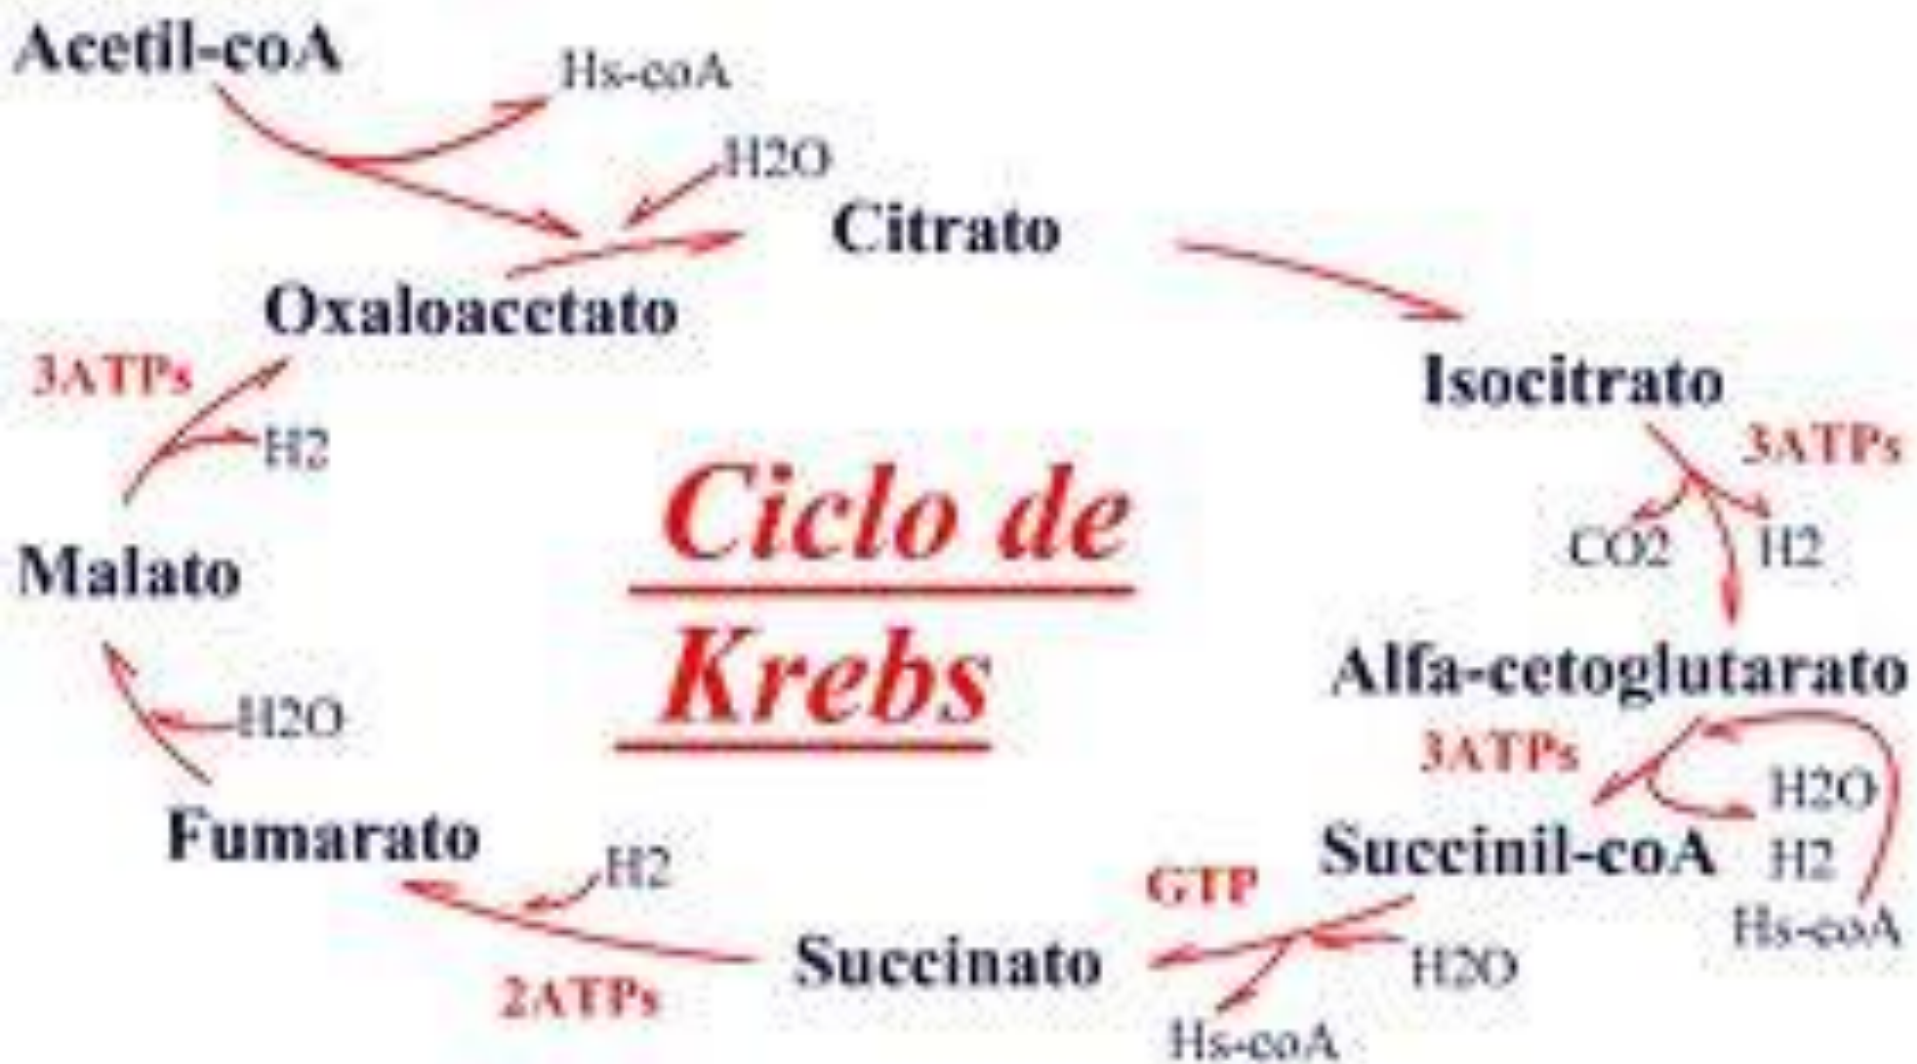 Acetil-coA
Hs-coA
H2O
Citrato
Oxaloacetato
3ATPs
H2
Isocitrato
3ATPs
CO2
H2
Ciclo de
Krebs
Malato
Alfa-cetoglutarato
3ATPs
H2O
H2
Hs-coA
H2O
Fumarato
H2
Succinil-coA
GTP
H2O
Succinato
2ATPs
Hs-coA